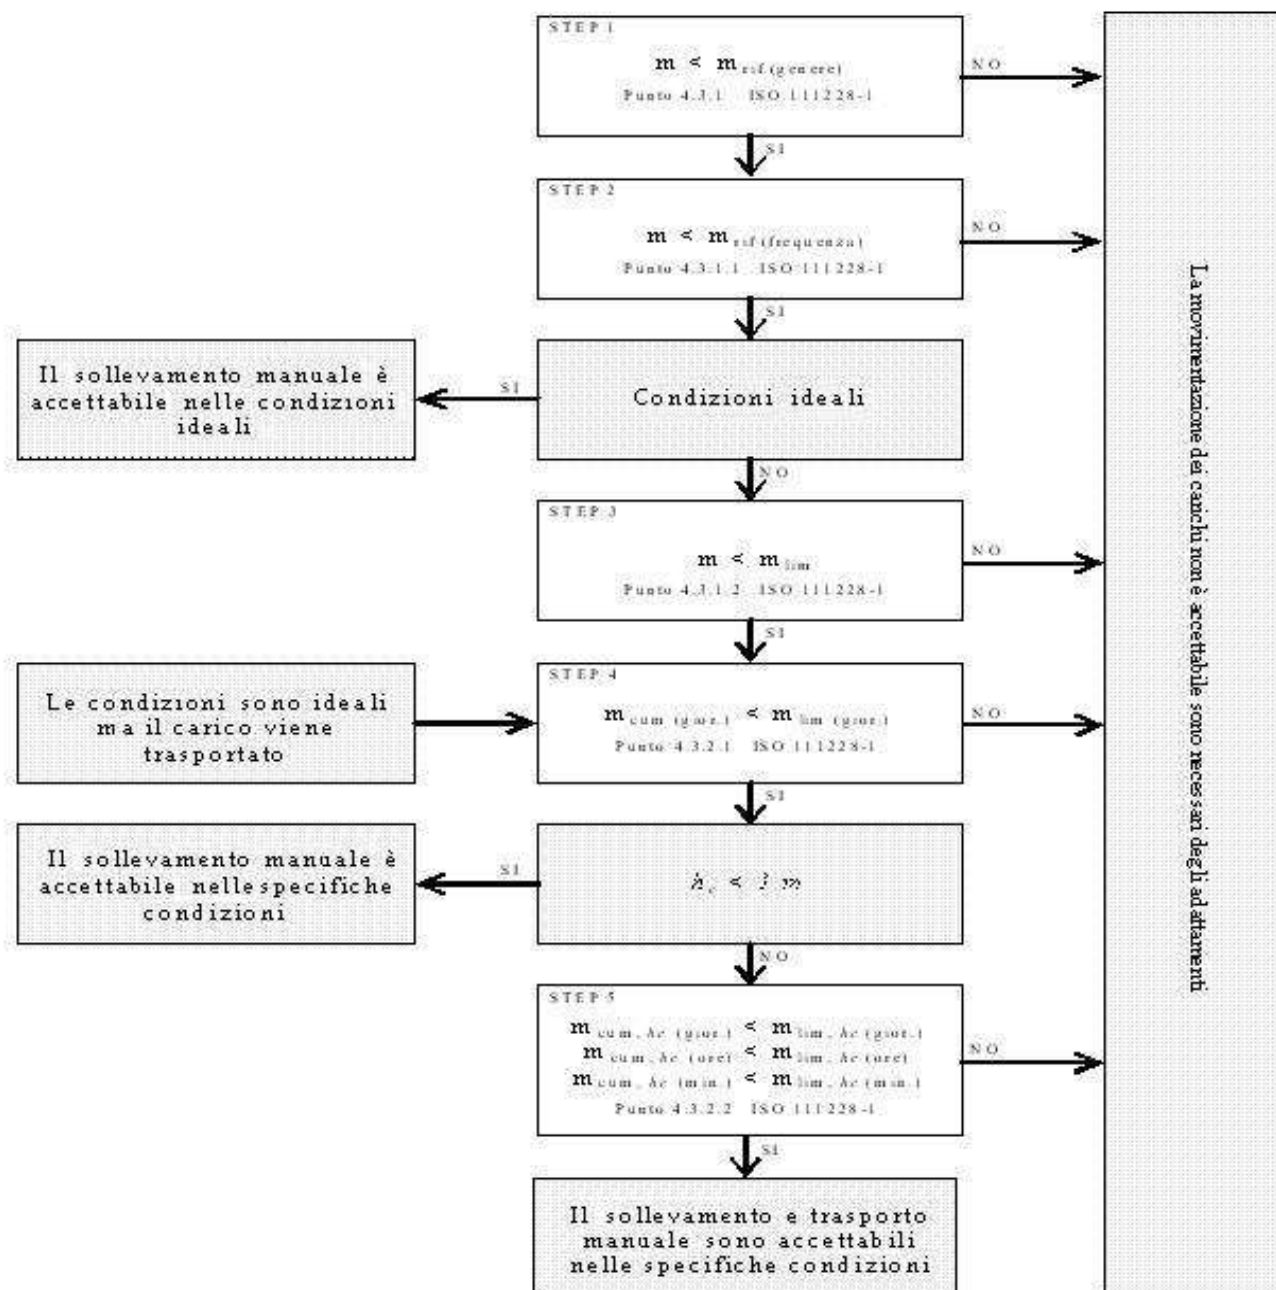 STEP 1
m < m rif (genere)
Punto 4.3.1 ISO 111228-1
NO
SI
STEP 2
m < m rif (frequenza)
Punto 4.3.1.1 ISO 111228-1
NO
SI
Il sollevamento manuale è
accettabile nelle condizioni
ideali
SI
Condizioni ideali
NO
STEP 3
m < m lim
Punto 4.3.1.2 ISO 111228-1
NO
SI
Le condizioni sono ideali
ma il carico viene
trasportato
STEP 4
m cum (gior.) < m lim (gior.)
Punto 4.3.2.1 ISO 111228-1
NO
SI
Il sollevamento manuale è
accettabile nelle specifiche
condizioni
SI
h c < 1 m
NO
STEP 5
m cum, hc (gior.) < m lim, hc (gior.)
m cum, hc (ore) < m lim, hc (ore)
m cum, hc (min.) < m lim, hc (min.)
Punto 4.3.2.2 ISO 111228-1
NO
SI
Il sollevamento e trasporto
manuale sono accettabili
nelle specifiche condizioni
La movimentazione dei carichi non è accettabile sono necessari degli adattamenti